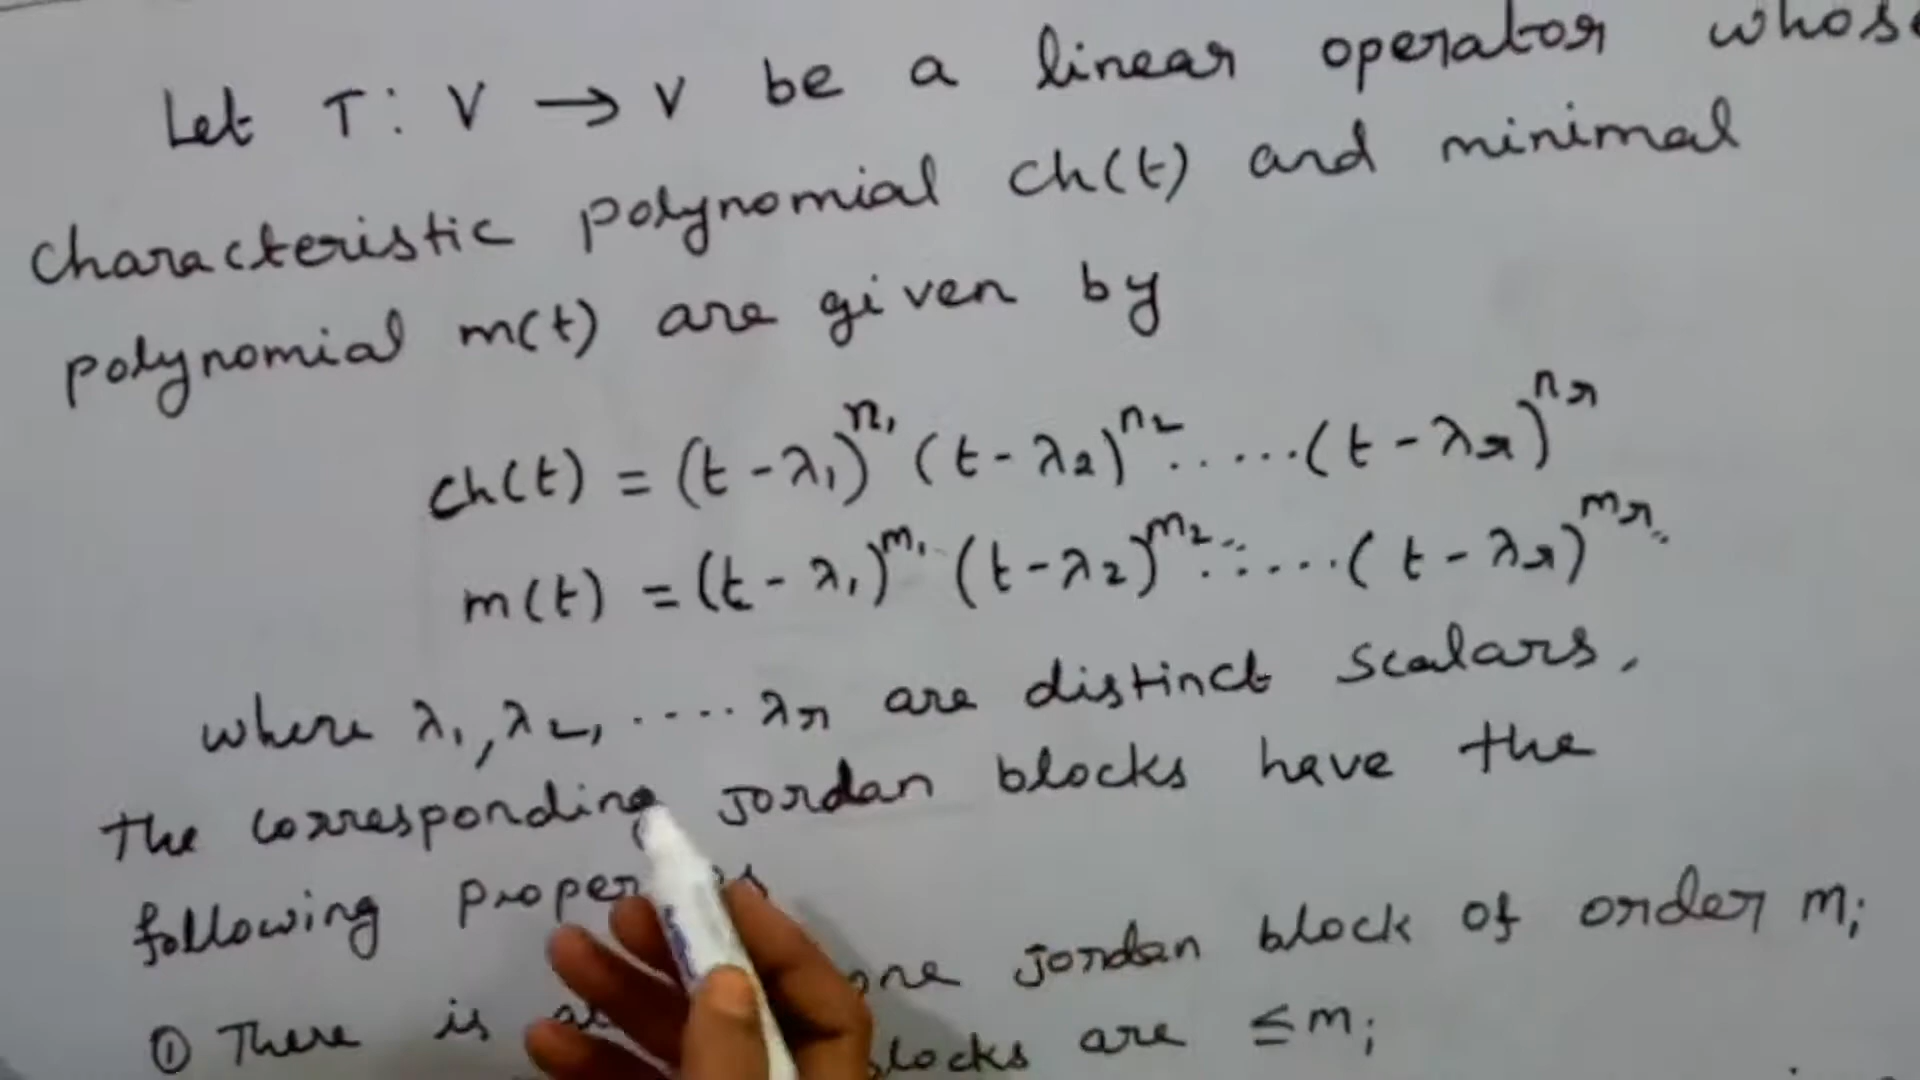 Let T: V → V be a linear operator whose
characteristic polynomial ch(t) and minimal
polynomial m(t) are given by
ch(t) = (t-λ₁)^n₁ (t-λ₂)^n₂ ......(t-λᵣ)^nᵣ
m(t) = (t-λ₁)^m₁ (t-λ₂)^m₂ ......(t-λᵣ)^mᵣ
where λ₁, λ₂, .... λᵣ are distinct scalars.
The corresponding Jordan blocks have the
following
① There is one Jordan block of order mᵢ
blocks are ≤ mᵢ